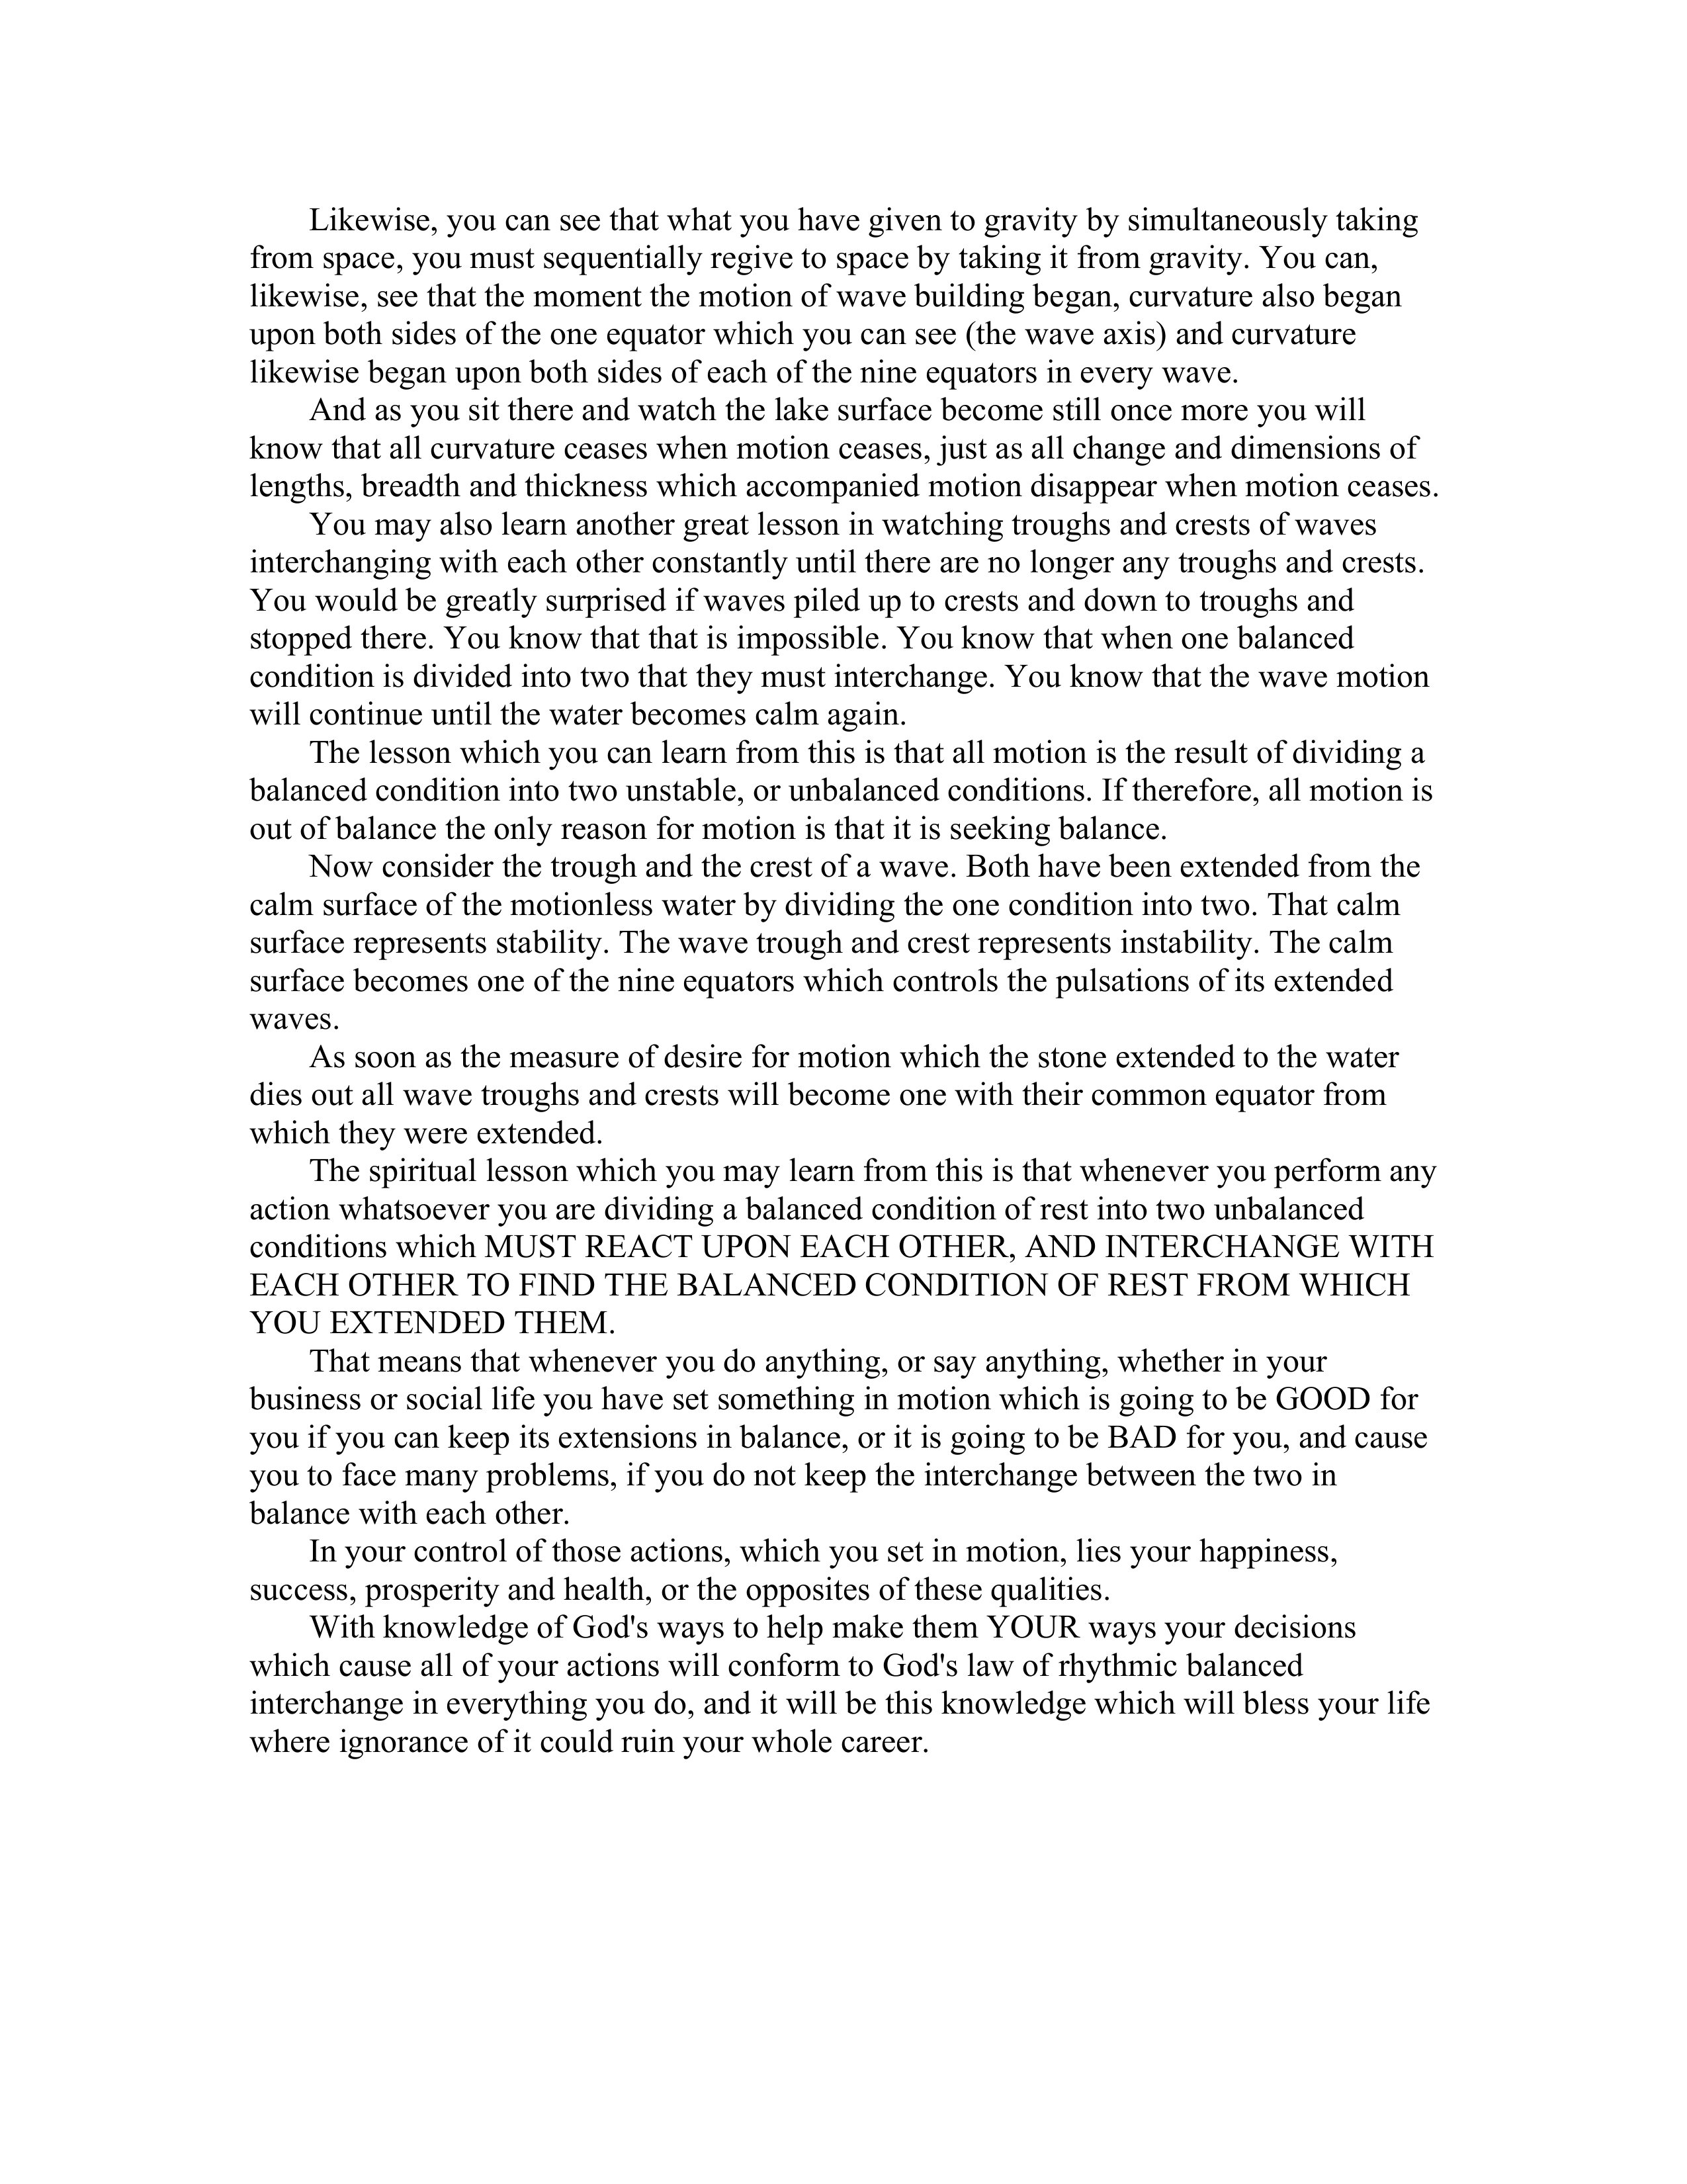 Likewise, you can see that what you have given to gravity by simultaneously taking
from space, you must sequentially regive to space by taking it from gravity. You can,
likewise, see that the moment the motion of wave building began, curvature also began
upon both sides of the one equator which you can see (the wave axis) and curvature
likewise began upon both sides of each of the nine equators in every wave.
And as you sit there and watch the lake surface become still once more you will
know that all curvature ceases when motion ceases, just as all change and dimensions of
lengths, breadth and thickness which accompanied motion disappear when motion ceases.
You may also learn another great lesson in watching troughs and crests of waves
interchanging with each other constantly until there are no longer any troughs and crests.
You would be greatly surprised if waves piled up to crests and down to troughs and
stopped there. You know that that is impossible. You know that when one balanced
condition is divided into two that they must interchange. You know that the wave motion
will continue until the water becomes calm again.
The lesson which you can learn from this is that all motion is the result of dividing a
balanced condition into two unstable, or unbalanced conditions. If therefore, all motion is
out of balance the only reason for motion is that it is seeking balance.
Now consider the trough and the crest of a wave. Both have been extended from the
calm surface of the motionless water by dividing the one condition into two. That calm
surface represents stability. The wave trough and crest represents instability. The calm
surface becomes one of the nine equators which controls the pulsations of its extended
waves.
As soon as the measure of desire for motion which the stone extended to the water
dies out all wave troughs and crests will become one with their common equator from
which they were extended.
The spiritual lesson which you may learn from this is that whenever you perform any
action whatsoever you are dividing a balanced condition of rest into two unbalanced
conditions which MUST REACT UPON EACH OTHER, AND INTERCHANGE WITH
EACH OTHER TO FIND THE BALANCED CONDITION OF REST FROM WHICH
YOU EXTENDED THEM.
That means that whenever you do anything, or say anything, whether in your
business or social life you have set something in motion which is going to be GOOD for
you if you can keep its extensions in balance, or it is going to be BAD for you, and cause
you to face many problems, if you do not keep the interchange between the two in
balance with each other.
In your control of those actions, which you set in motion, lies your happiness,
success, prosperity and health, or the opposites of these qualities.
With knowledge of God's ways to help make them YOUR ways your decisions
which cause all of your actions will conform to God's law of rhythmic balanced
interchange in everything you do, and it will be this knowledge which will bless your life
where ignorance of it could ruin your whole career.